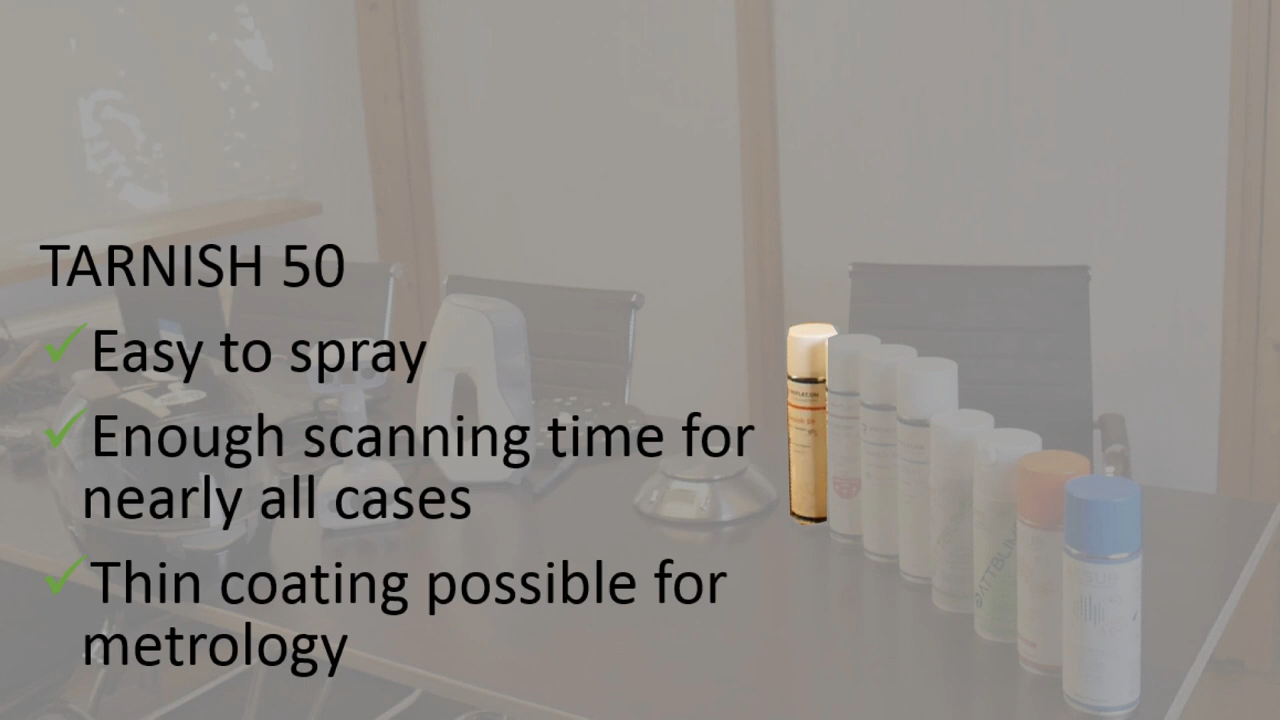 TARNISH 50
✓Easy to spray
✓Enough scanning time for
nearly all cases
✓Thin coating possible for
metrology